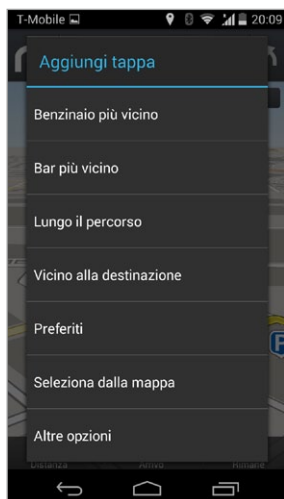 T-Mobile 20:09
Aggiungi tappa
Benzinaio più vicino
Bar più vicino
Lungo il percorso
Vicino alla destinazione
Preferiti
P
Seleziona dalla mappa
Altre opzioni
Distanza Arrivo Rimane